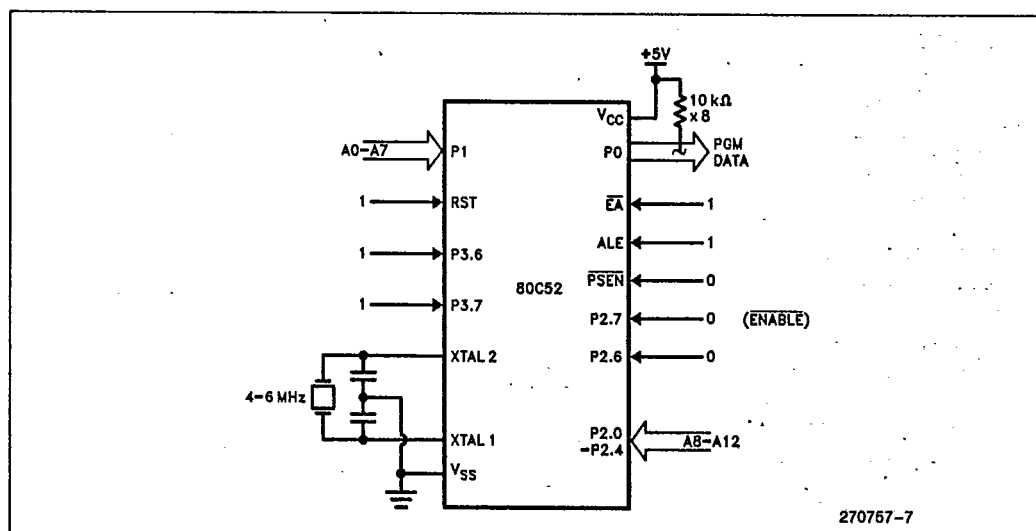 +5V
10 kΩ
x 8
VCC
A0-A7
P1
P0
PGM
DATA
1
RST
EA
1
ALE
1
1
P3.6
PSEN
0
80C52
1
P3.7
P2.7
0
(ENABLE)
XTAL 2
P2.6
0
4-6 MHz
XTAL 1
P2.0
-P2.4
A8-A12
VSS
270757-7